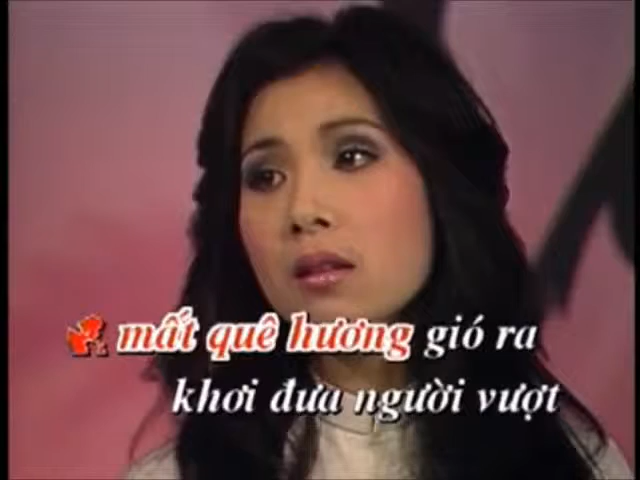 mất quê hương gió ra
khơi đưa người vượt